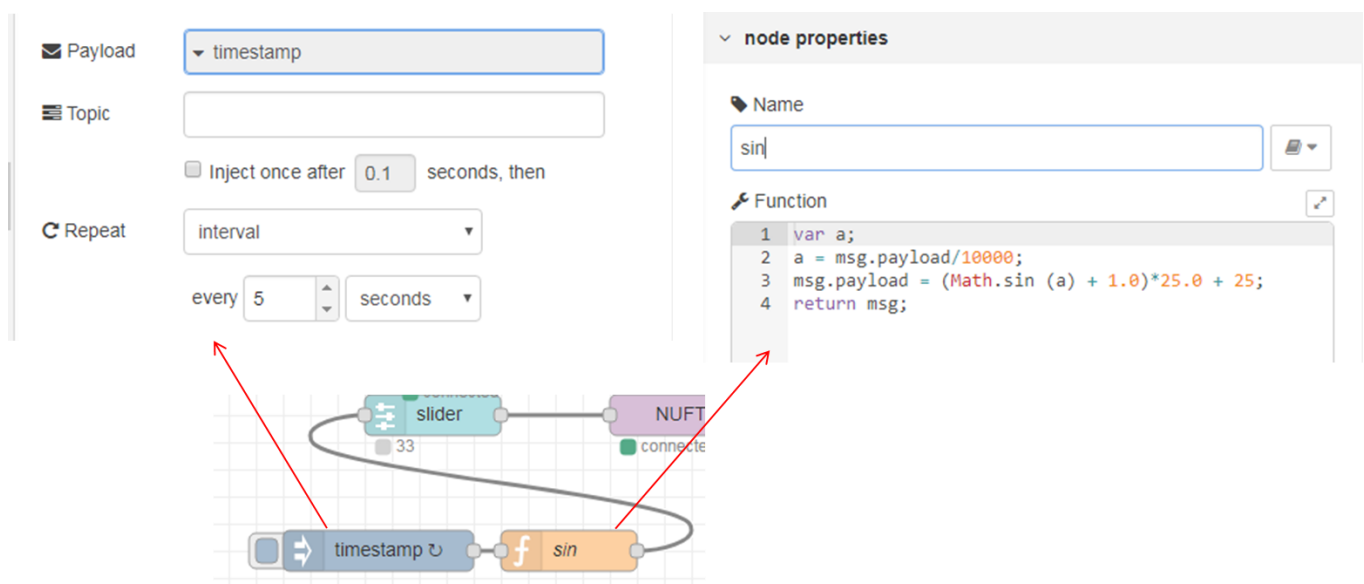 Payload
timestamp
Topic
Inject once after 0.1 seconds, then
Repeat
interval
every 5 seconds
node properties
Name
sin
Function
1 var a;
2 a = msg.payload/10000;
3 msg.payload = (Math.sin (a) + 1.0)*25.0 + 25;
4 return msg;
connected
slider
33
NUFT
connecte
timestamp ↻
sin